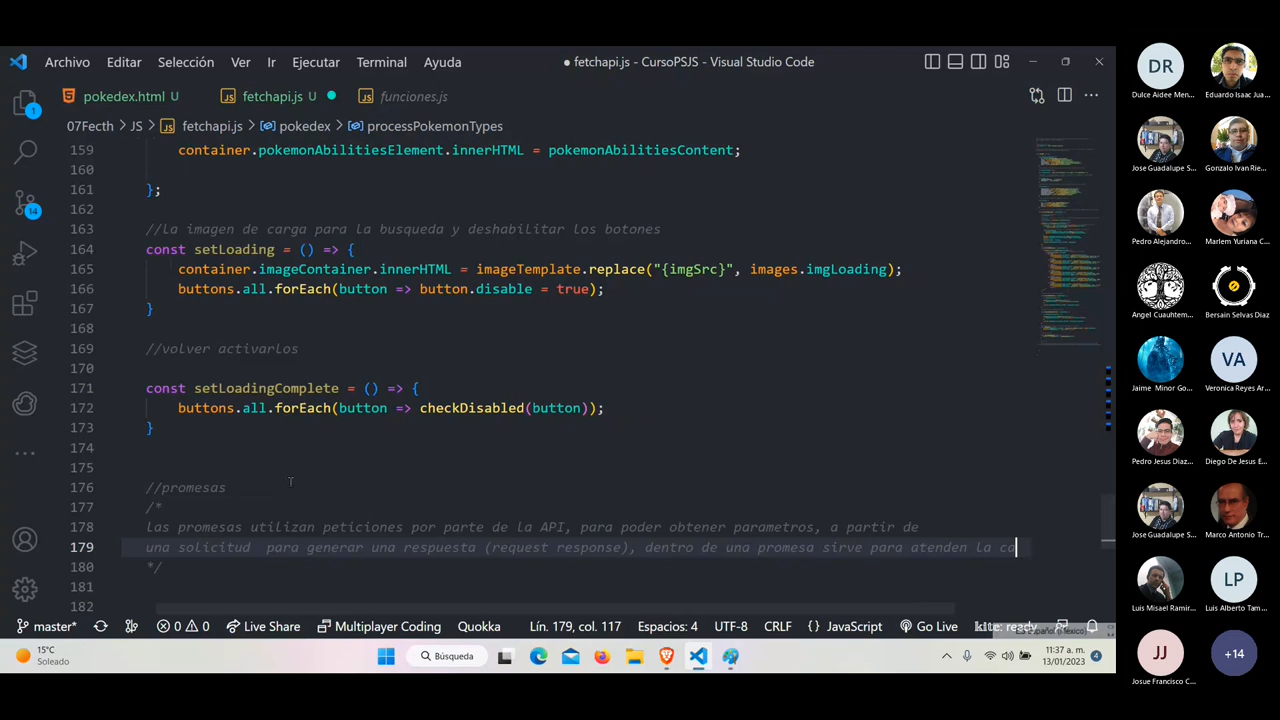 Archivo Editar Selección Ver Ir Ejecutar Terminal Ayuda
● fetchapi.js - CursoPSJS - Visual Studio Code
pokedex.html U
JS fetchapi.js U
JS funciones.js
07Fecth > JS > JS fetchapi.js > pokedex > processPokemonTypes
159 container.pokemonAbilitiesElement.innerHTML = pokemonAbilitiesContent;
160
161 };
162
163 //la imagen de carga para la busqueda y deshabilitar los botones
164 const setLoading = () => {
165 container.imageContainer.innerHTML = imageTemplate.replace("{imgSrc}", images.imgLoading);
166 buttons.all.forEach(button => button.disable = true);
167 }
168
169 //volver activarlos
170
171 const setLoadingComplete = () => {
172 buttons.all.forEach(button => checkDisabled(button));
173 }
174
175
176 //promesas
177 /*
178 las promesas utilizan peticiones por parte de la API, para poder obtener parametros, a partir de
179 una solicitud  para generar una respuesta (request response), dentro de una promesa sirve para atenden la ca
180 */
181
182
1
14
master* 0 0 Live Share Multiplayer Coding Quokka Lín. 179, col. 117 Espacios: 4 UTF-8 CRLF {} JavaScript Go Live kite: ready
15°C
Soleado
Búsqueda
11:37 a. m.
13/01/2023
4
DR
Dulce Aidee Men...
Eduardo Isaac Jua...
Jose Guadalupe S...
Gonzalo Ivan Rie...
Pedro Alejandro...
Marlem Yuriana C...
Angel Cuauhtem...
Bersain Selvas Diaz
VA
Jaime Minor Go...
Veronica Reyes Ar...
Pedro Jesus Diaz...
Diego De Jesus E...
Jose Guadalupe S...
Marco Antonio Tr...
LP
Luis Misael Ramir...
Luis Alberto Tam...
JJ
Josue Francisco C...
+14